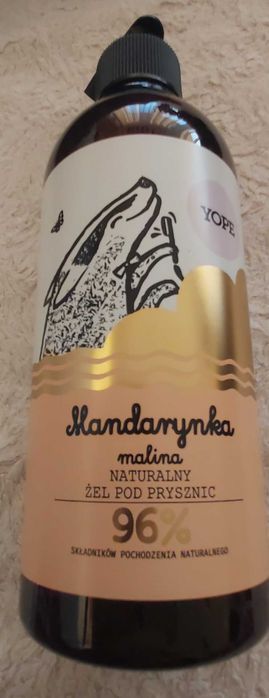 YOPE
Mandarynka
malina
NATURALNY
ŻEL POD PRYSZNIC
96%
SKŁADNIKÓW POCHODZENIA NATURALNEGO